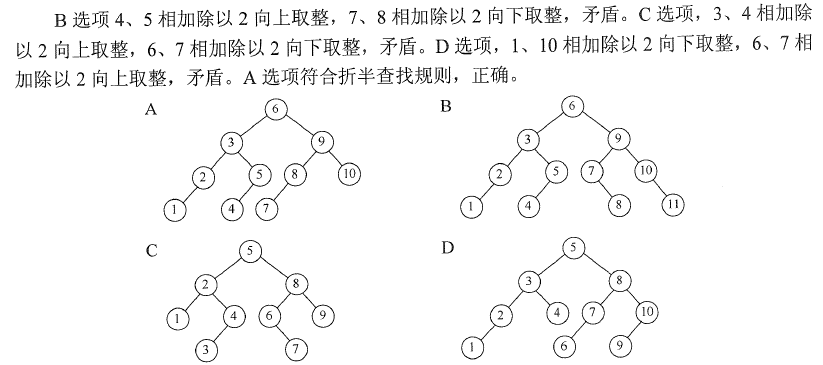 B 选项 4、5 相加除以 2 向上取整，7、8 相加除以 2 向下取整，矛盾。C 选项，3、4 相加除
以 2 向上取整，6、7 相加除以 2 向下取整，矛盾。D 选项，1、10 相加除以 2 向下取整，6、7 相
加除以 2 向上取整，矛盾。A 选项符合折半查找规则，正确。
A B
6 6
3 9 3 9
2 5 8 10 2 5 7 10
1 4 7 1 4 8 11
C D
5 5
2 8 3 8
1 4 6 9 2 4 7 10
3 7 1 6 9